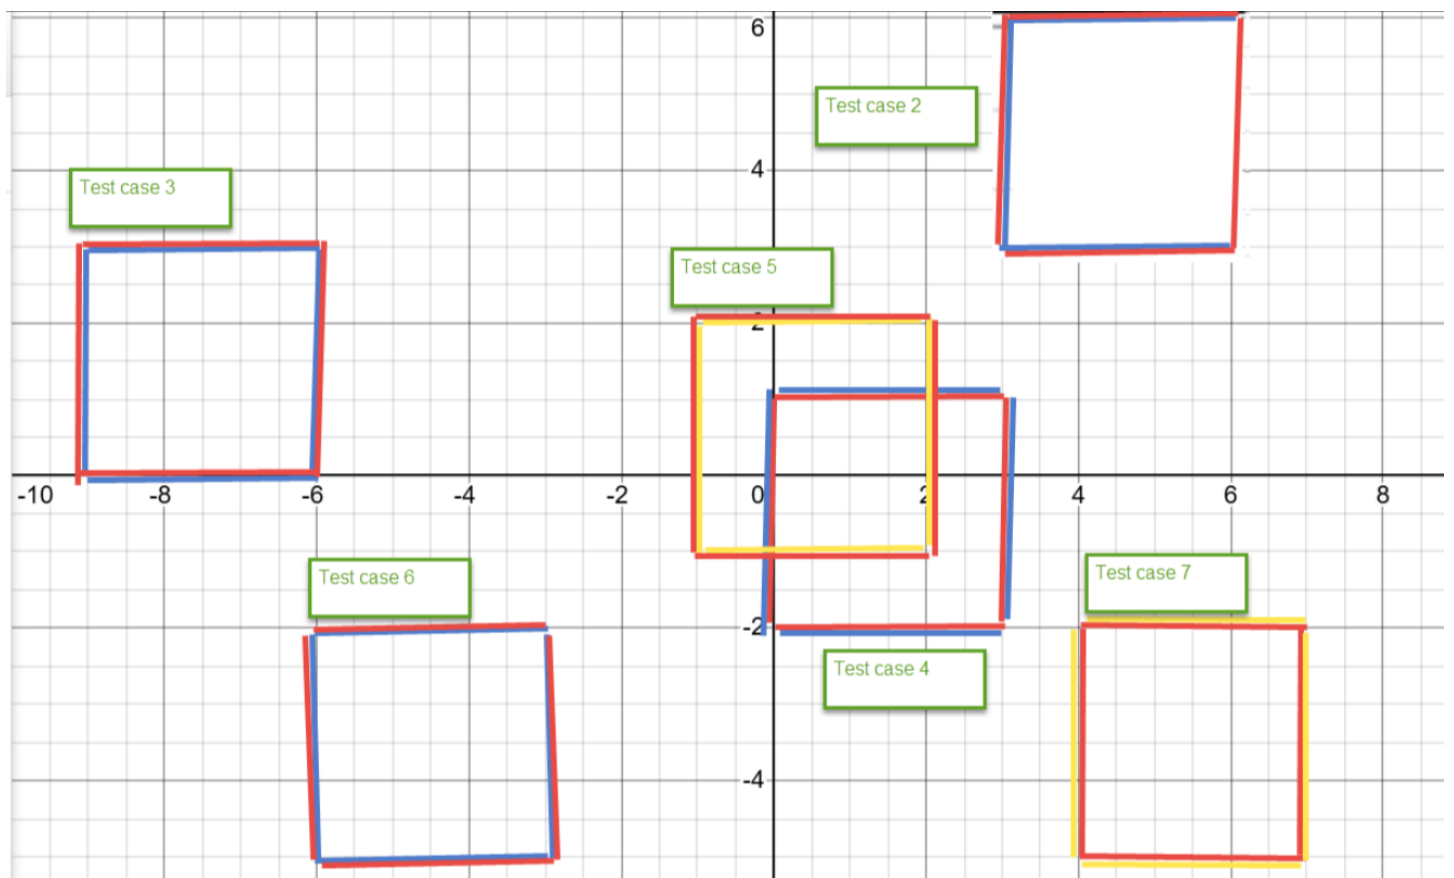 6
Test case 2
4
Test case 3
Test case 5
2
-10 -8 -6 -4 -2 0 2 4 6 8
Test case 6
Test case 7
-2
Test case 4
-4